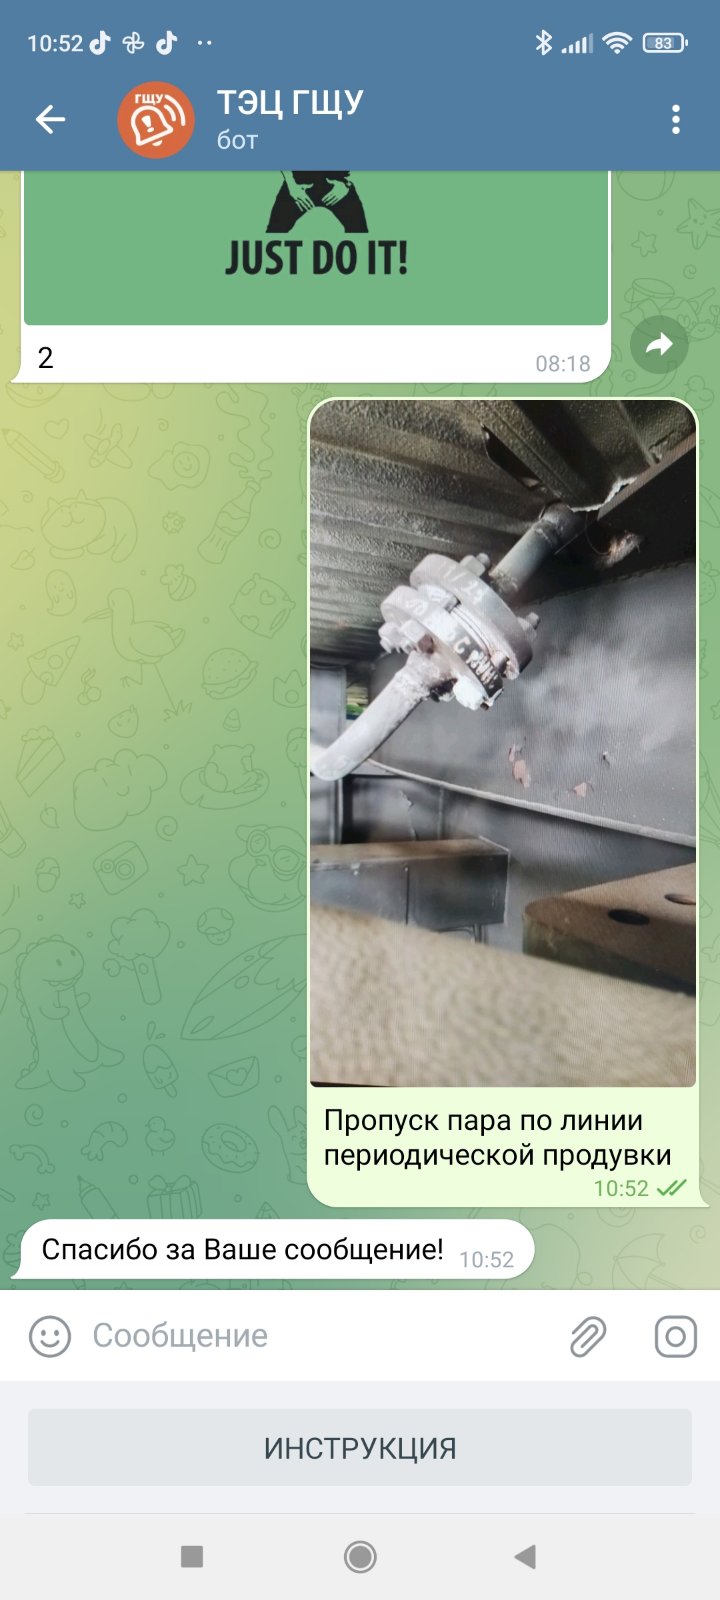 10:52
83
ГЩУ
ТЭЦ ГЩУ
бот
JUST DO IT!
2
08:18
Пропуск пара по линии
периодической продувки
10:52
Спасибо за Ваше сообщение!
10:52
Сообщение
ИНСТРУКЦИЯ